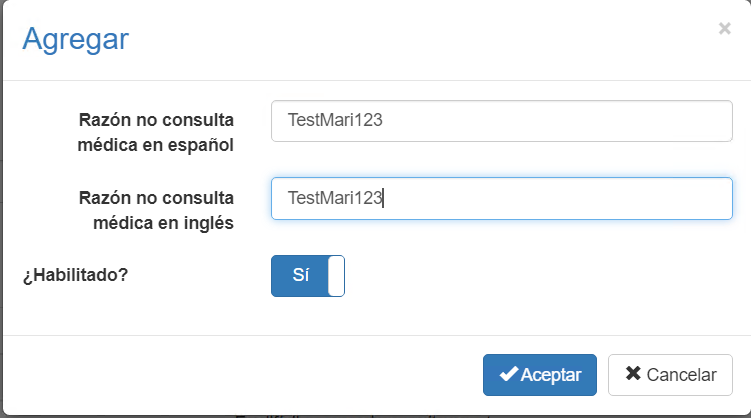 Agregar
×
Razón no consulta
médica en español
TestMari123
Razón no consulta
médica en inglés
TestMari123
¿Habilitado?
Sí
Aceptar
Cancelar